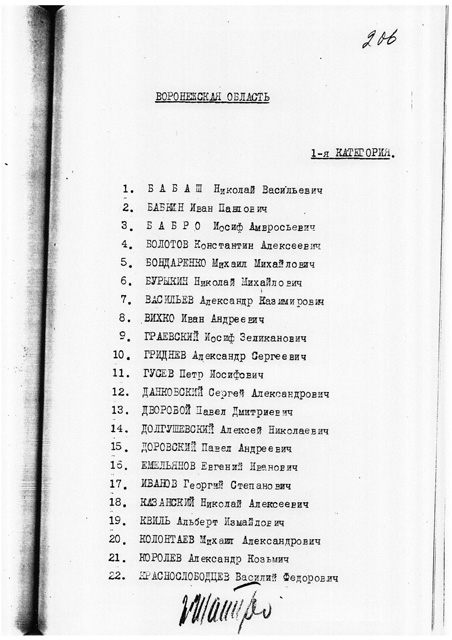 206
ВОРОНЕЖСКАЯ ОБЛАСТЬ
1-я КАТЕГОРИЯ.
1. Б А Б А Ш Николай Васильевич
2. БАБКИН Иван Павлович
3. Б А Б Р О Иосиф Амвросьевич
4. БОЛОТОВ Константин Алексеевич
5. БОНДАРЕНКО Михаил Михайлович
6. БУРЫКИН Николай Михайлович
7. ВАСИЛЬЕВ Александр Казимирович
8. ВИХКО Иван Андреевич
9. ГРАЕВСКИЙ Иосиф Зеликанович
10. ГРИДНЕВ Александр Сергеевич
11. ГУСЕВ Петр Иосифович
12. ДАНКОВСКИЙ Сергей Александрович
13. ДВОРОВОЙ Павел Дмитриевич
14. ДОЛГУШЕВСКИЙ Алексей Николаевич
15. ДОРОВСКИЙ Павел Андреевич
16. ЕМЕЛЬЯНОВ Евгений Иванович
17. ИВАНОВ Георгий Степанович
18. КАЗАНСКИЙ Николай Алексеевич
19. КВИЛЬ Альберт Измайлович
20. КОЛОНТАЕВ Михаил Александрович
21. КОРОЛЕВ Александр Козьмич
22. КРАСНОСЛОБОДЦЕВ Василий Федорович